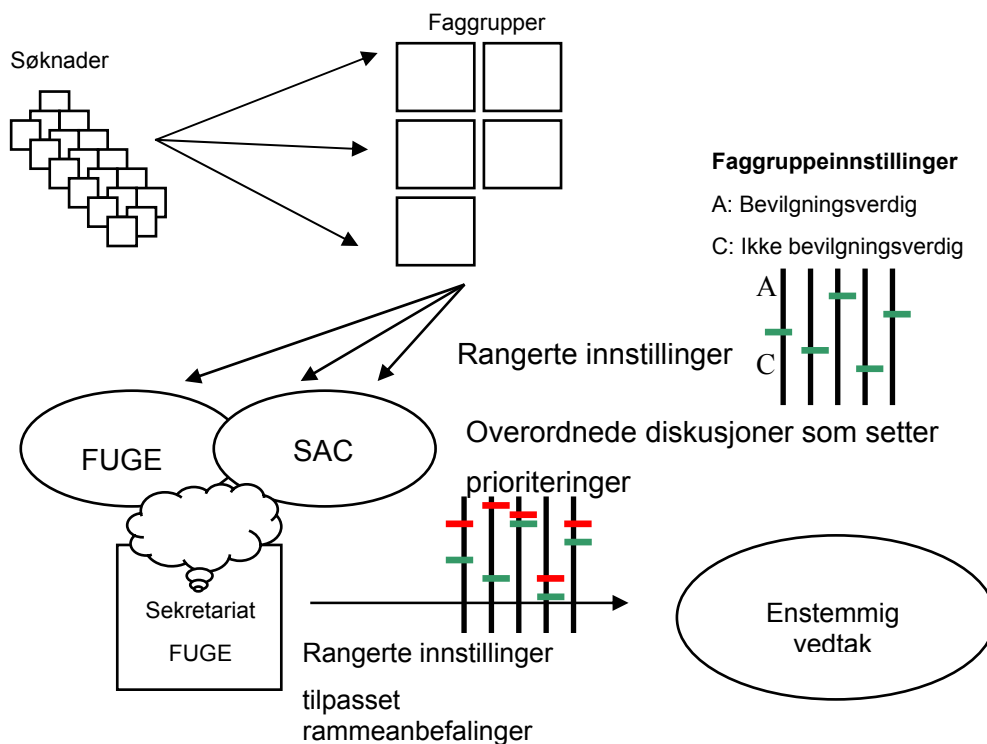 Faggrupper
Søknader
Faggruppeinnstillinger
A: Bevilgningsverdig
C: Ikke bevilgningsverdig
A
C
Rangerte innstillinger
FUGE
SAC
Overordnede diskusjoner som setter
prioriteringer
Sekretariat
FUGE
Rangerte innstillinger
tilpasset
rammeanbefalinger
Enstemmig
vedtak